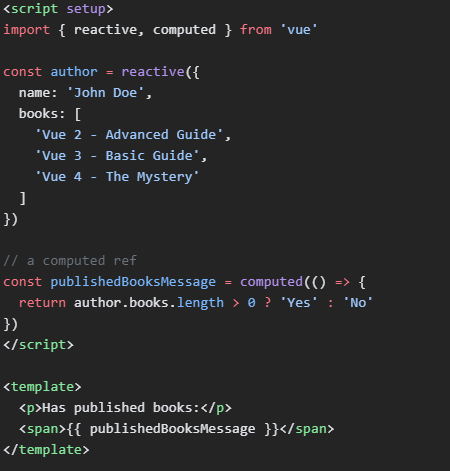 <script setup>
import { reactive, computed } from 'vue'

const author = reactive({
  name: 'John Doe',
  books: [
    'Vue 2 - Advanced Guide',
    'Vue 3 - Basic Guide',
    'Vue 4 - The Mystery'
  ]
})

// a computed ref
const publishedBooksMessage = computed(() => {
  return author.books.length > 0 ? 'Yes' : 'No'
})
</script>

<template>
  <p>Has published books:</p>
  <span>{{ publishedBooksMessage }}</span>
</template>